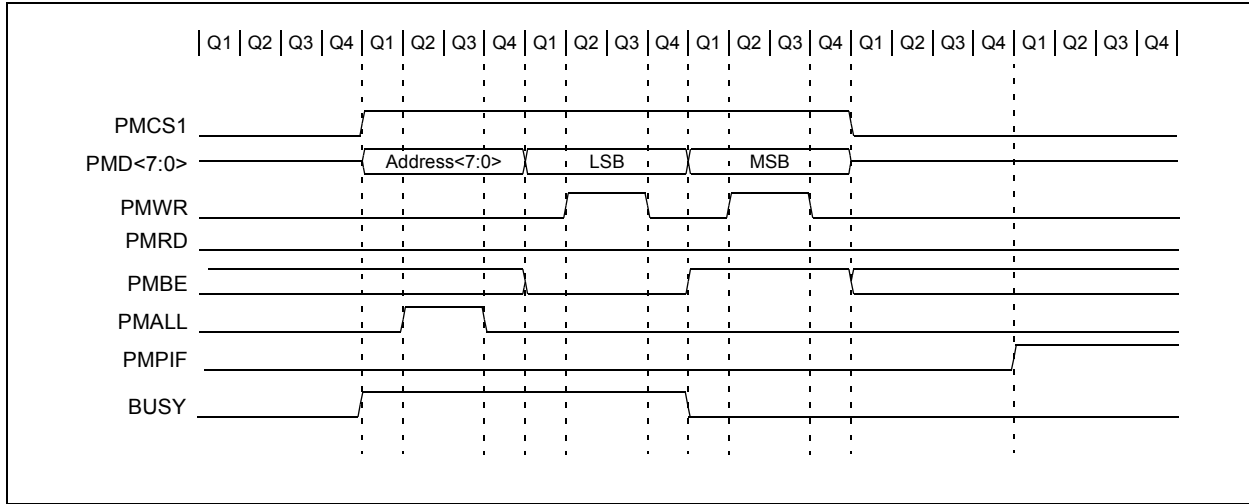 Q1 Q2 Q3 Q4 Q1 Q2 Q3 Q4 Q1 Q2 Q3 Q4 Q1 Q2 Q3 Q4 Q1 Q2 Q3 Q4 Q1 Q2 Q3 Q4
PMCS1
PMD<7:0> Address<7:0> LSB MSB
PMWR
PMRD
PMBE
PMALL
PMPIF
BUSY